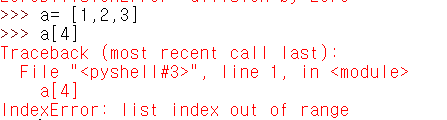 >>> a= [1,2,3]
>>> a[4]
Traceback (most recent call last):
  File "<pyshell#3>", line 1, in <module>
    a[4]
IndexError: list index out of range